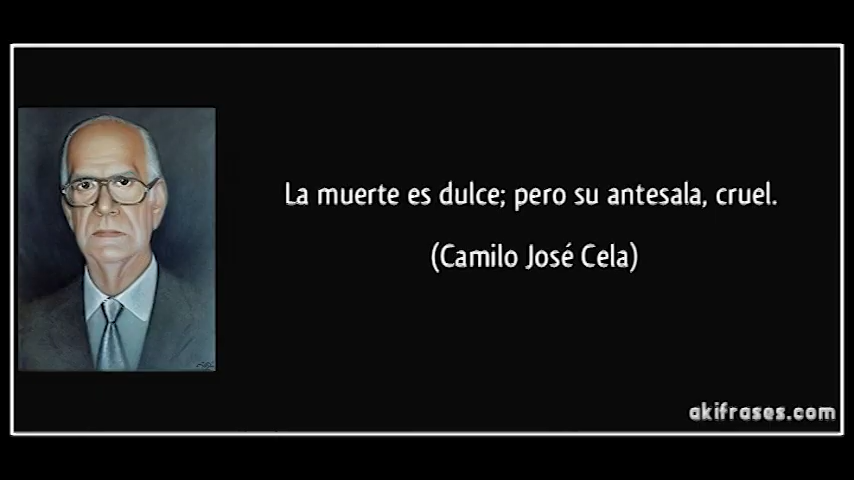 La muerte es dulce; pero su antesala, cruel.
(Camilo José Cela)
akifrases.com